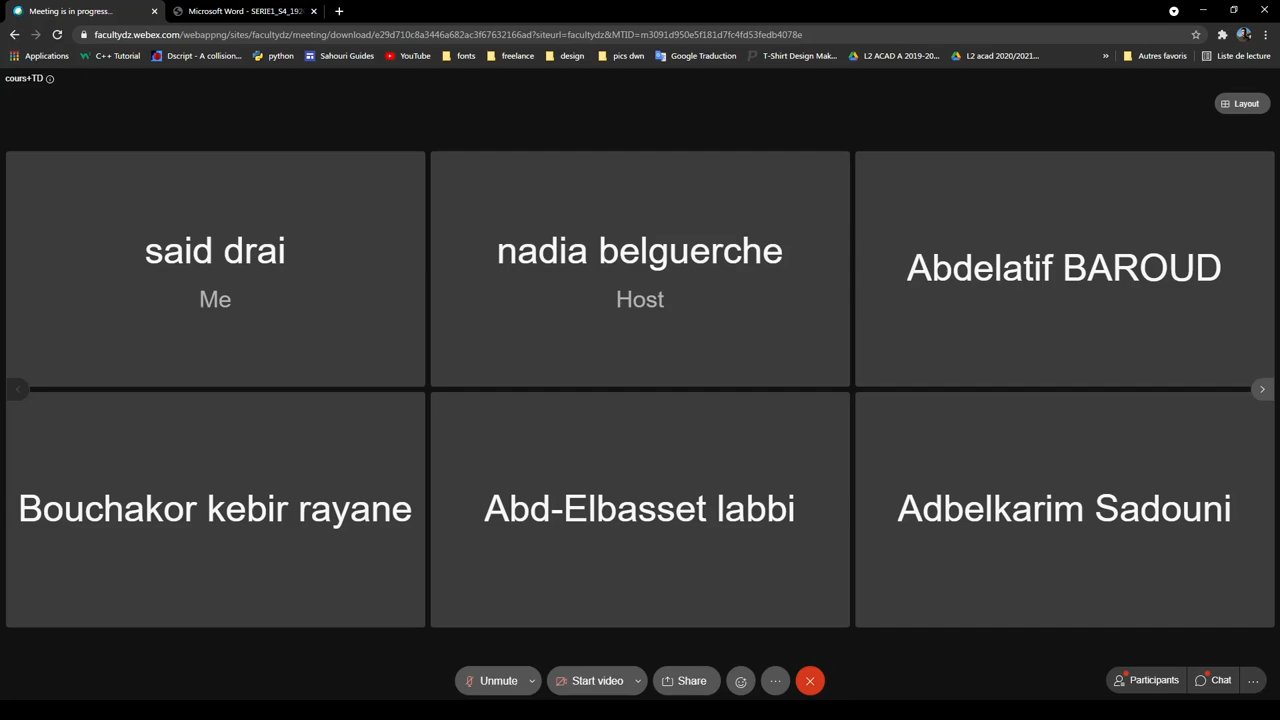 Meeting is in progress...
Microsoft Word - SERIE1_S4_192
facultydz.webex.com/webappng/sites/facultydz/meeting/download/e29d710c8a3446a682ac3f67632166ad?siteurl=facultydz&MTID=m3091d950e5f181d7fc4fd53fedb4078e
Applications C++ Tutorial Dscript - A collision... python Sahouri Guides YouTube fonts freelance design pics dwn Google Traduction T-Shirt Design Mak... L2 ACAD A 2019-20... L2 acad 2020/2021... » Autres favoris Liste de lecture
cours+TD
Layout
said drai
Me
nadia belguerche
Host
Abdelatif BAROUD
Bouchakor kebir rayane
Abd-Elbasset labbi
Adbelkarim Sadouni
Unmute Start video Share Participants Chat